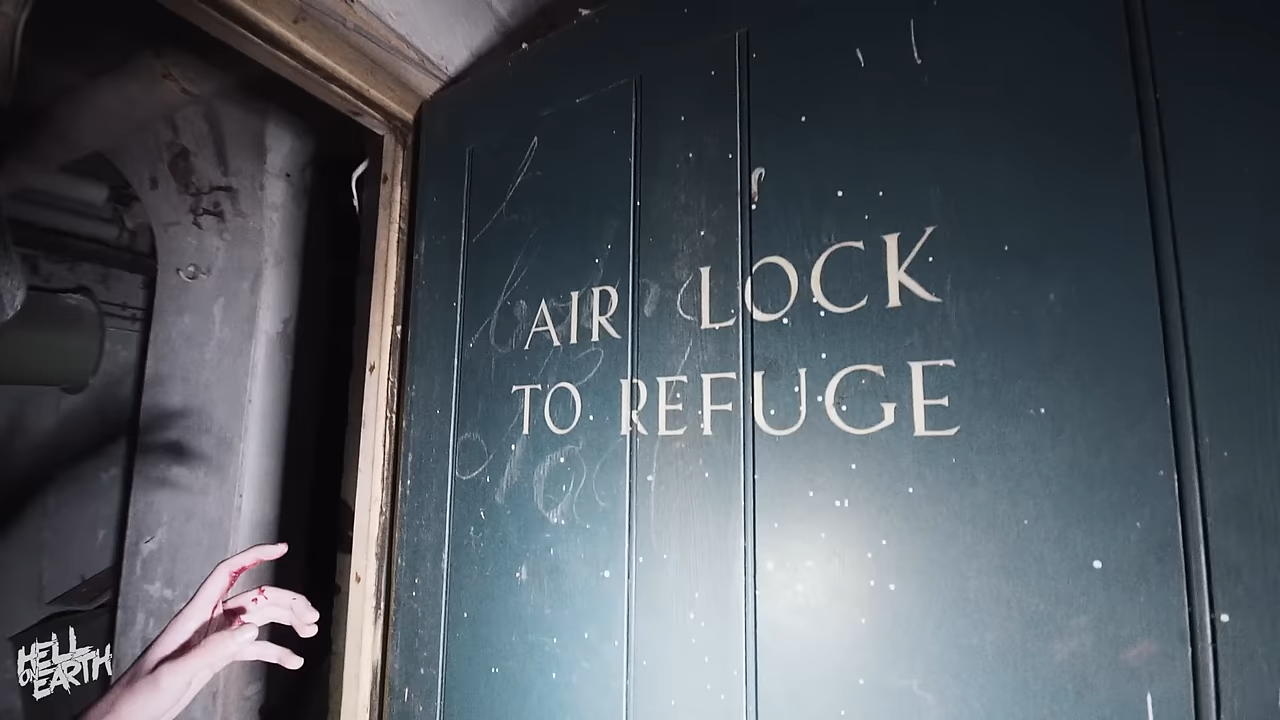 AIR LOCK
TO REFUGE
HELL
ON
EARTH